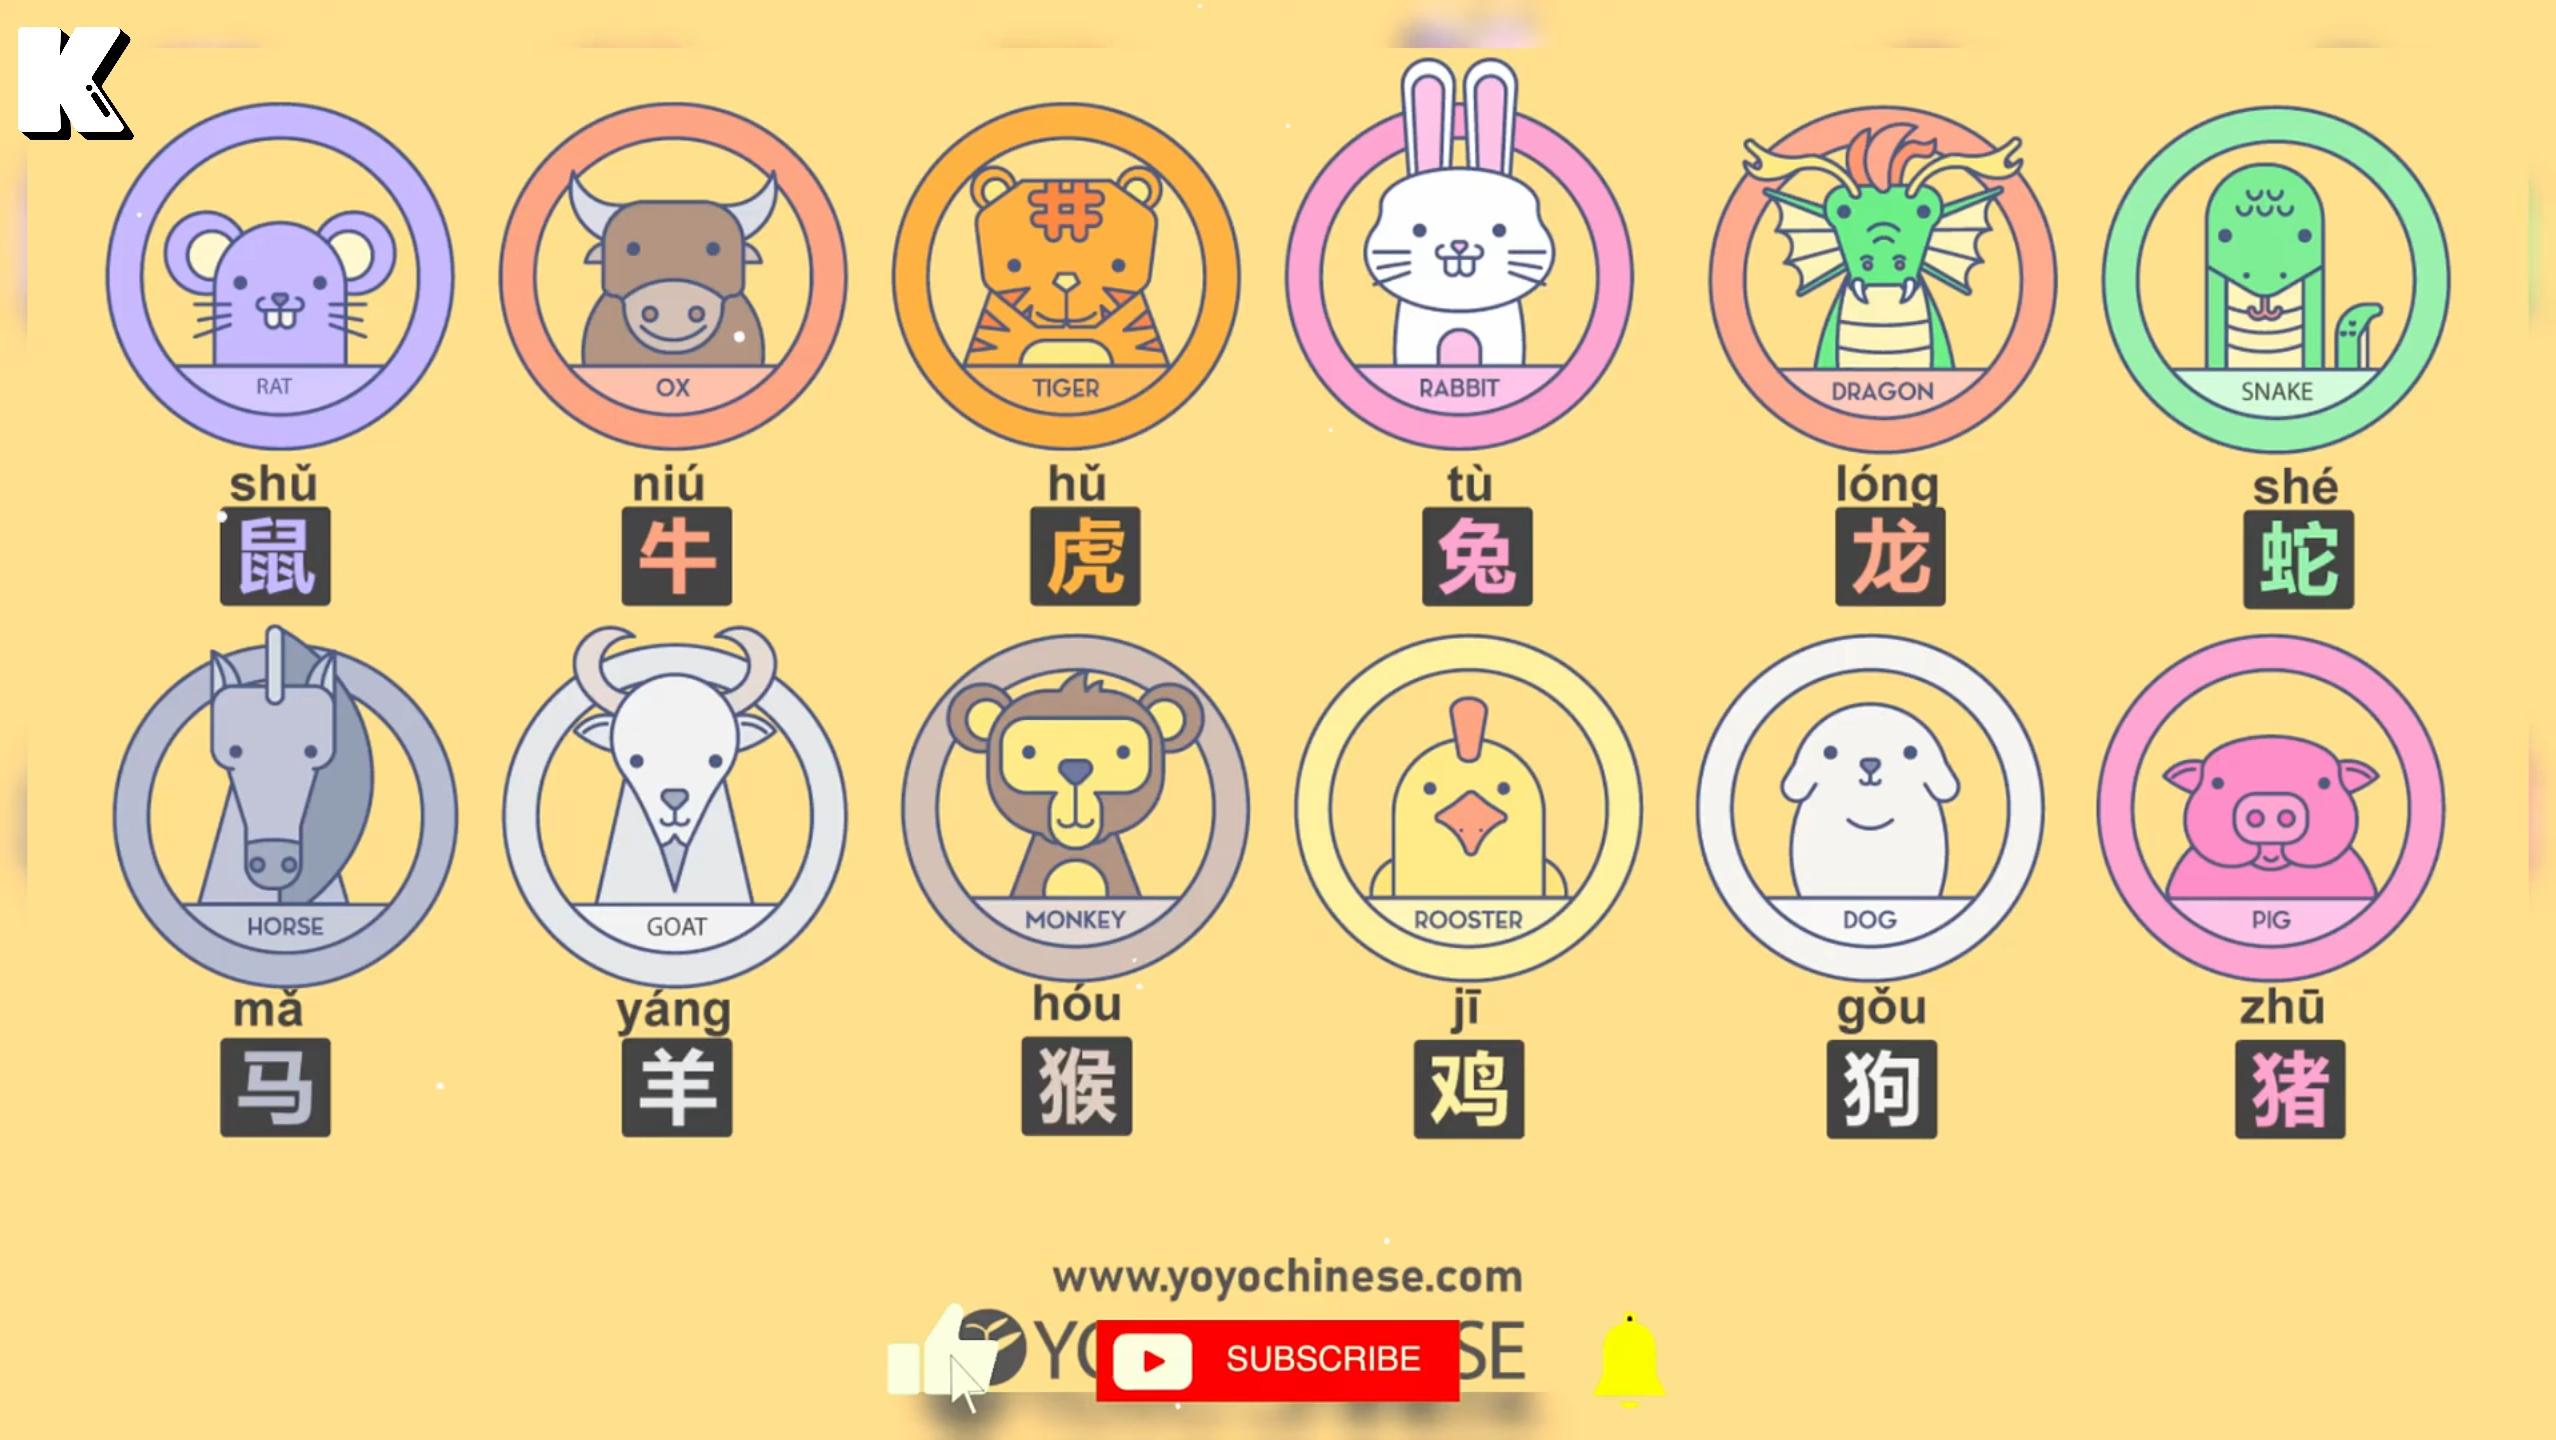 K
RAT
OX
TIGER
RABBIT
DRAGON
SNAKE
shǔ
niú
hǔ
tù
lóng
shé
鼠
牛
虎
兔
龙
蛇
HORSE
GOAT
MONKEY
ROOSTER
DOG
PIG
mǎ
yáng
hóu
jī
gǒu
zhū
马
羊
猴
鸡
狗
猪
www.yoyochinese.com
SUBSCRIBE